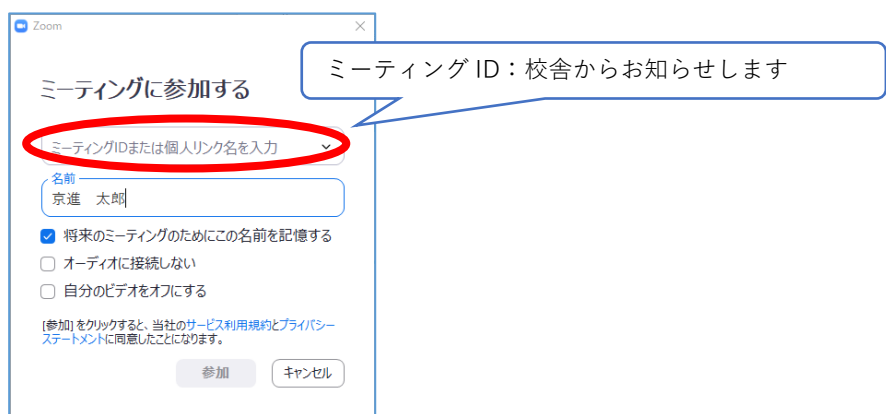 Zoom
ミーティング ID：校舎からお知らせします
ミーティングに参加する
ミーティングIDまたは個人リンク名を入力
名前
京進　太郎
将来のミーティングのためにこの名前を記憶する
オーディオに接続しない
自分のビデオをオフにする
[参加] をクリックすると、当社のサービス利用規約とプライバシー
ステートメントに同意したことになります。
参加
キャンセル